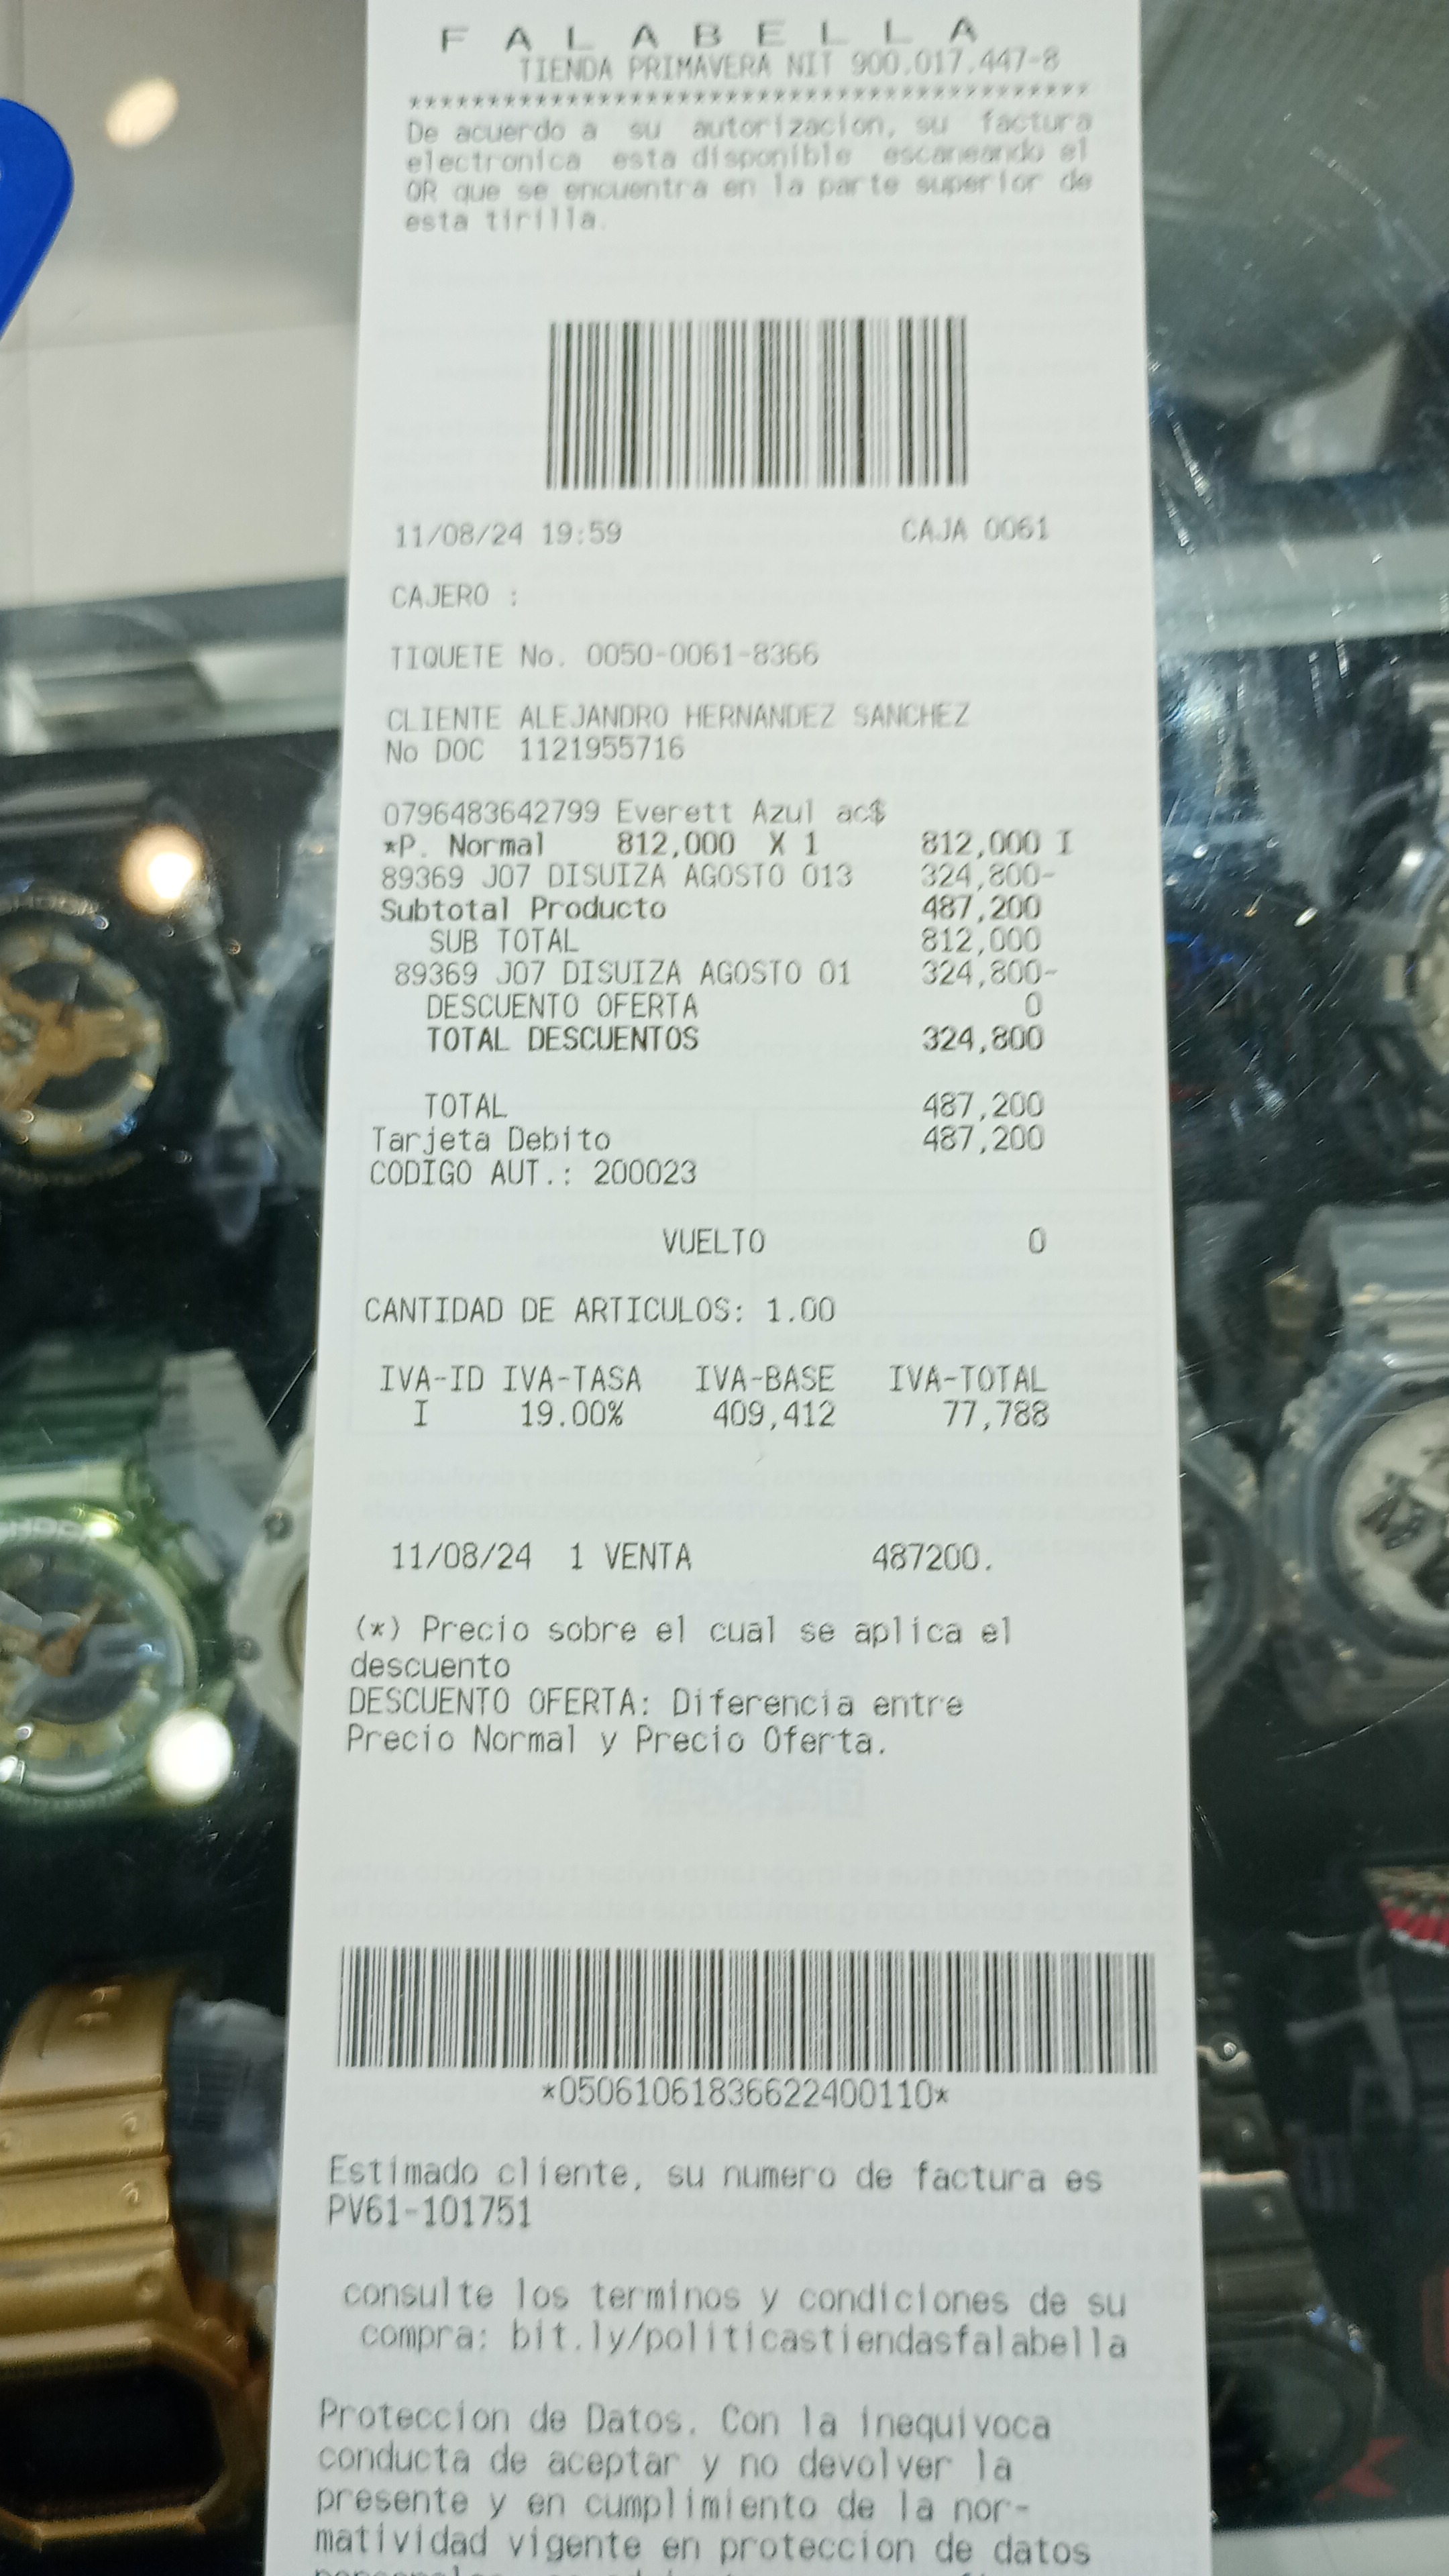 FALABELLA
TIENDA PRIMAVERA NIT 900.017.447-8
******************************************
De acuerdo a su autorizacion, su factura
electronica esta disponible escaneando el
QR que se encuentra en la parte superior de
esta tirilla.
11/08/24 19:59 CAJA 0061
CAJERO :
TIQUETE No. 0050-0061-8366
CLIENTE ALEJANDRO HERNANDEZ SANCHEZ
No DOC 1121955716
0796483642799 Everett Azul ac$
*P. Normal 812,000 X 1 812,000 I
89369 J07 DISUIZA AGOSTO 013 324,800-
Subtotal Producto 487,200
SUB TOTAL 812,000
89369 J07 DISUIZA AGOSTO 01 324,800-
DESCUENTO OFERTA 0
TOTAL DESCUENTOS 324,800
TOTAL 487,200
Tarjeta Debito 487,200
CODIGO AUT.: 200023
VUELTO 0
CANTIDAD DE ARTICULOS: 1.00
IVA-ID IVA-TASA IVA-BASE IVA-TOTAL
I 19.00% 409,412 77,788
11/08/24 1 VENTA 487200.
(*) Precio sobre el cual se aplica el
descuento
DESCUENTO OFERTA: Diferencia entre
Precio Normal y Precio Oferta.
*05061061836622400110*
Estimado cliente, su numero de factura es
PV61-101751
consulte los terminos y condiciones de su
compra: bit.ly/politicastiendasfalabella
Proteccion de Datos. Con la inequivoca
conducta de aceptar y no devolver la
presente y en cumplimiento de la nor-
matividad vigente en proteccion de datos